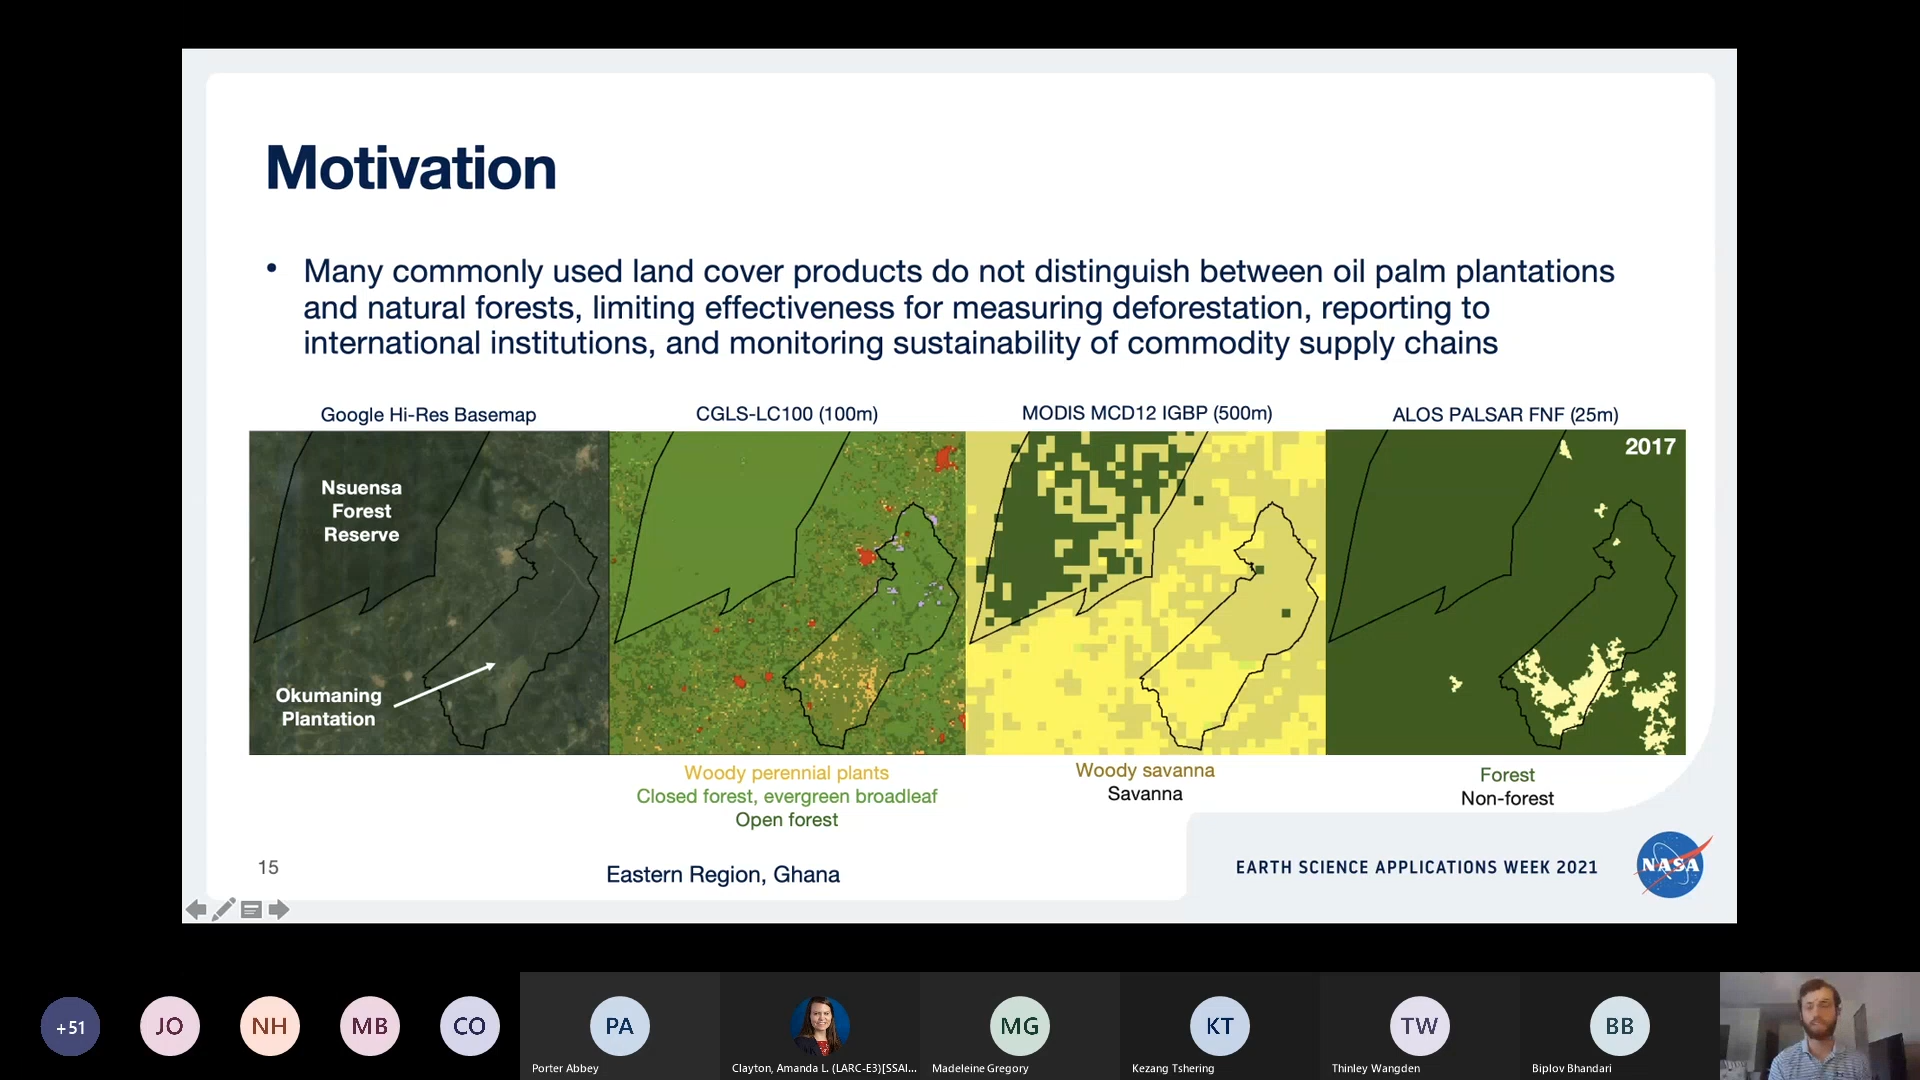 Motivation
• Many commonly used land cover products do not distinguish between oil palm plantations
and natural forests, limiting effectiveness for measuring deforestation, reporting to
international institutions, and monitoring sustainability of commodity supply chains
Google Hi-Res Basemap
CGLS-LC100 (100m)
MODIS MCD12 IGBP (500m)
ALOS PALSAR FNF (25m)
2017
Nsuensa
Forest
Reserve
Okumaning
Plantation
Woody perennial plants
Closed forest, evergreen broadleaf
Open forest
Woody savanna
Savanna
Forest
Non-forest
15
Eastern Region, Ghana
EARTH SCIENCE APPLICATIONS WEEK 2021
NASA
+51
JO
NH
MB
CO
PA
MG
KT
TW
BB
Porter Abbey
Clayton, Amanda L. (LARC-E3)[SSAI...
Madeleine Gregory
Kezang Tshering
Thinley Wangden
Biplov Bhandari